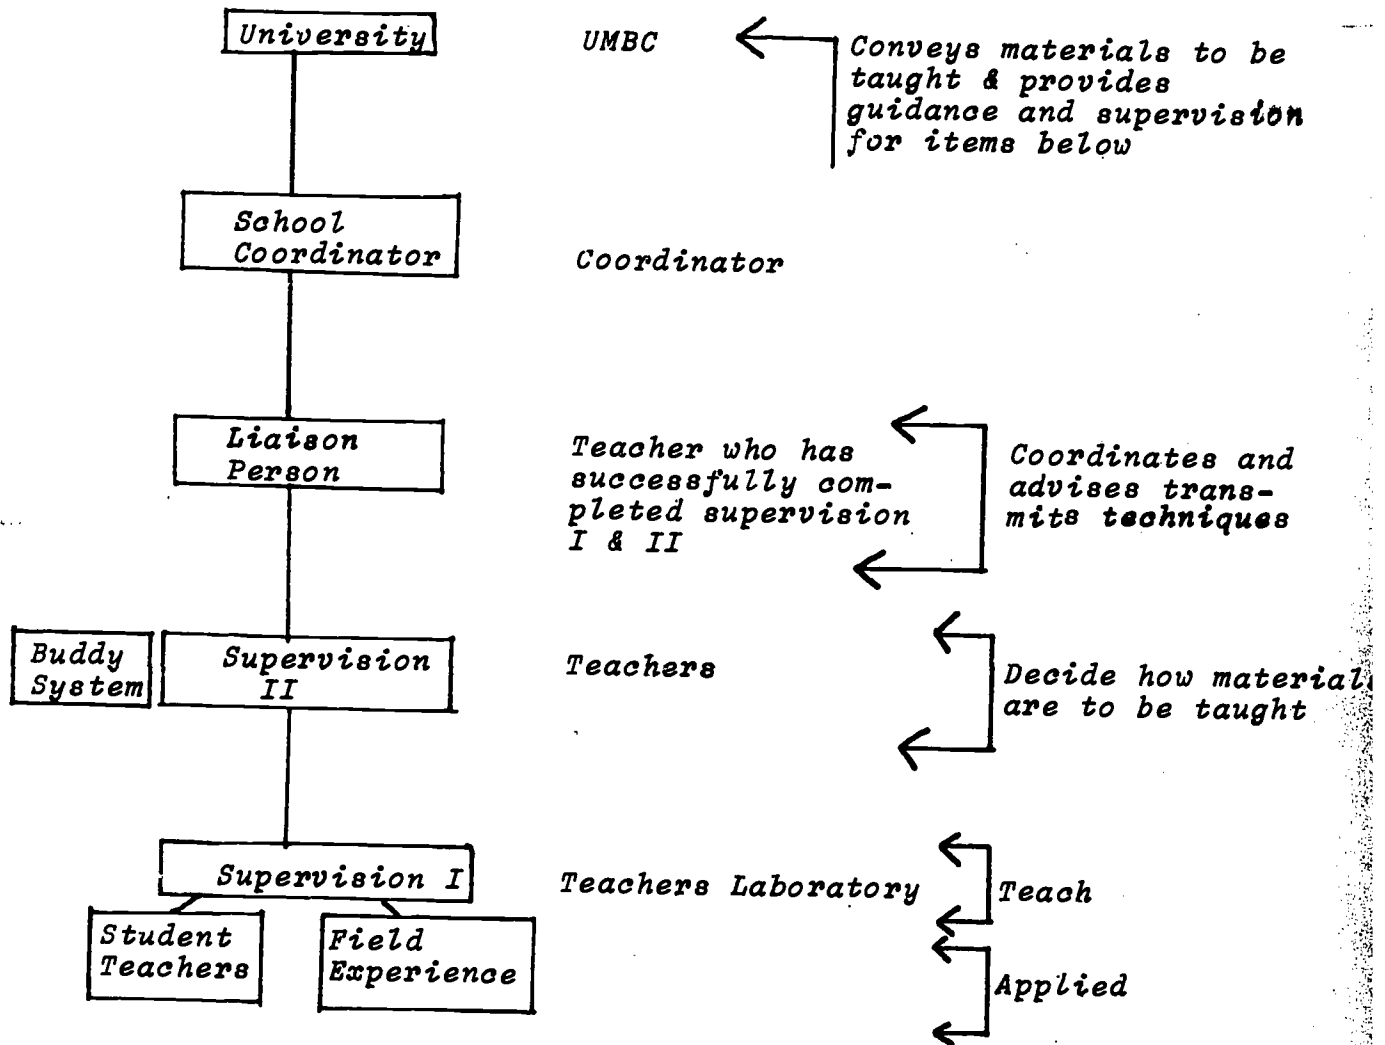 University
UMBC
Conveys materials to be
taught & provides
guidance and supervision
for items below
School
Coordinator
Coordinator
Liaison
Person
Teacher who has
successfully com-
pleted supervision
I & II
Coordinates and
advises trans-
mits techniques
Buddy
System
Supervision
II
Teachers
Decide how materials
are to be taught
Supervision I
Teachers Laboratory
Teach
Student
Teachers
Field
Experience
Applied